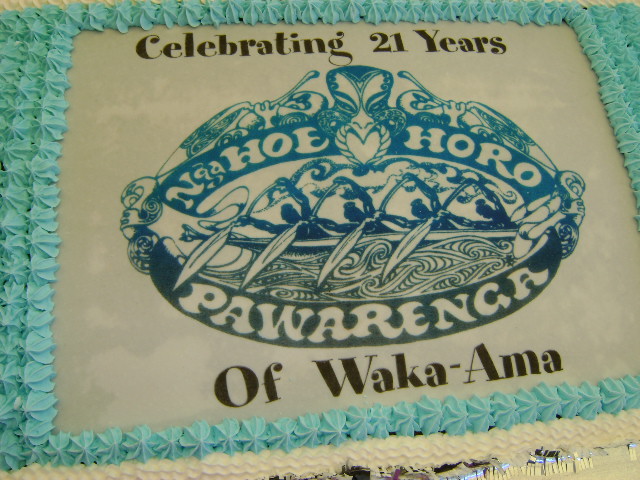 Celebrating 21 Years
Nga HOE HORO
PAWARENGA
Of Waka-Ama